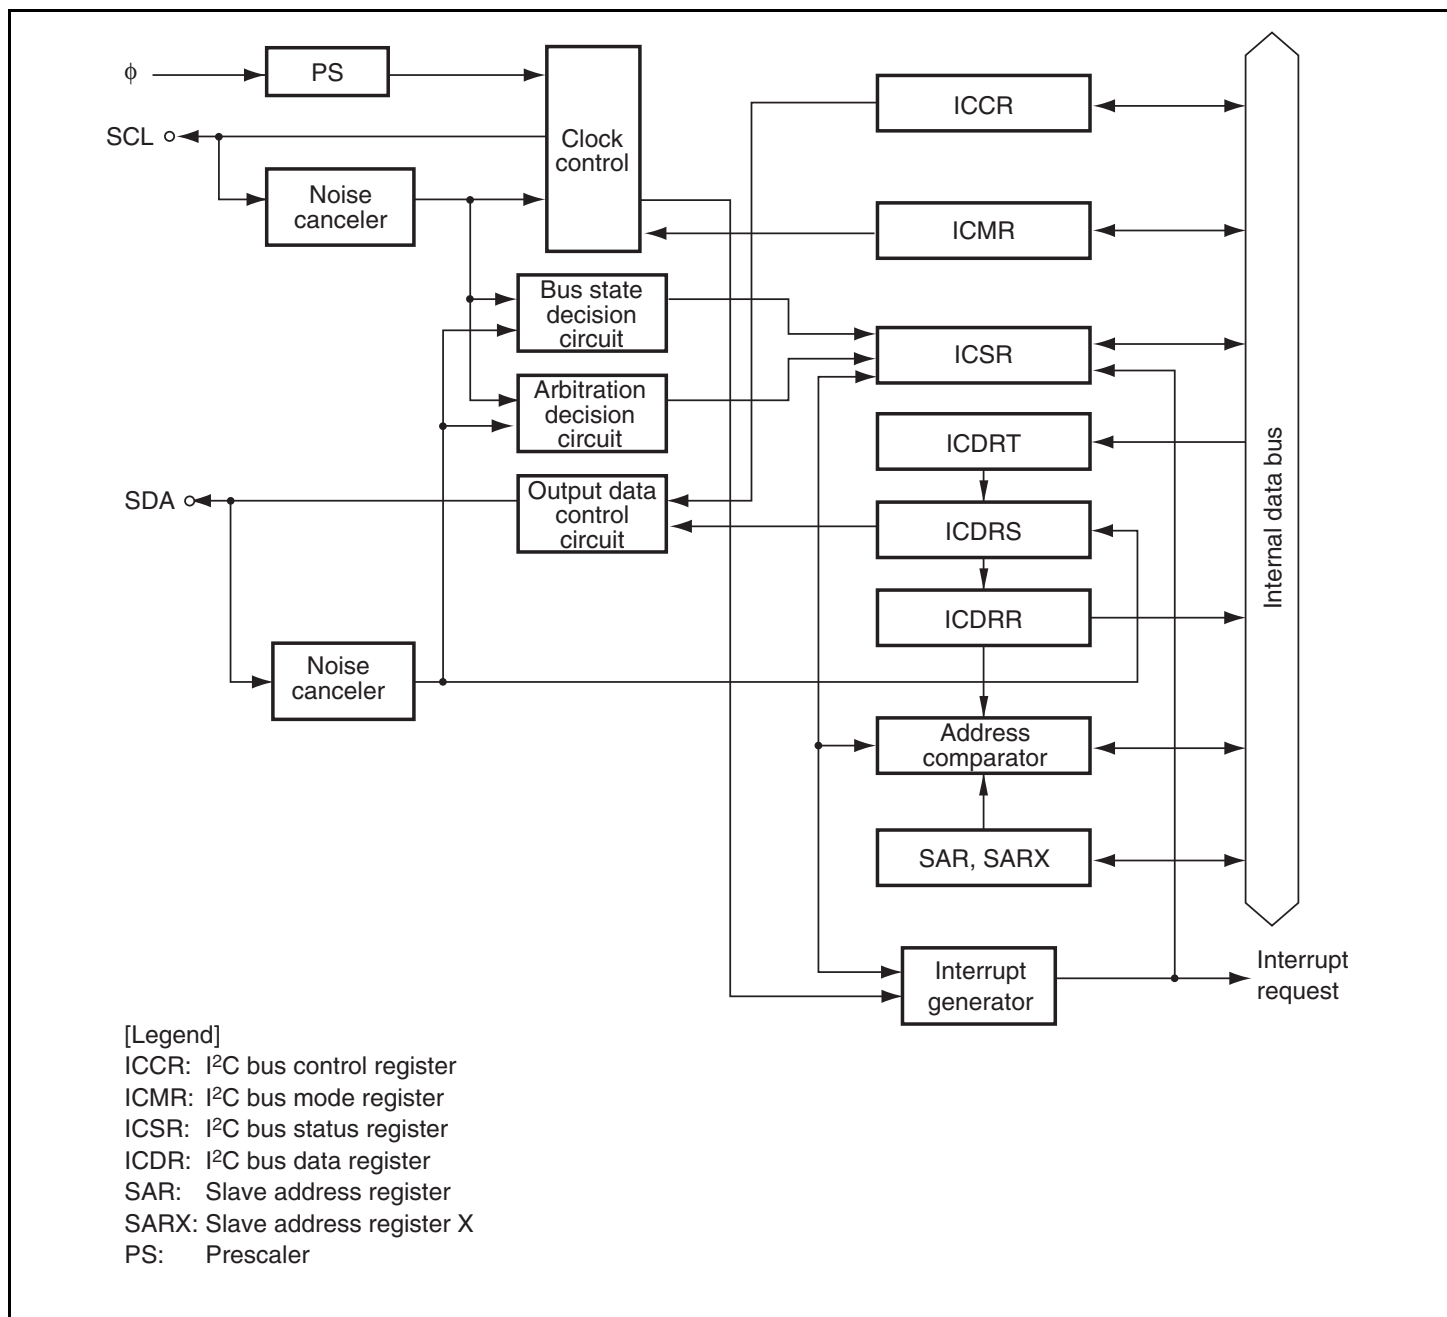 ϕ
PS
SCL
Clock
control
Noise
canceler
ICCR
ICMR
Bus state
decision
circuit
ICSR
Arbitration
decision
circuit
ICDRT
SDA
Output data
control
circuit
ICDRS
ICDRR
Internal data bus
Noise
canceler
Address
comparator
SAR, SARX
Interrupt
generator
Interrupt
request
[Legend]
ICCR: I²C bus control register
ICMR: I²C bus mode register
ICSR: I²C bus status register
ICDR: I²C bus data register
SAR: Slave address register
SARX: Slave address register X
PS: Prescaler